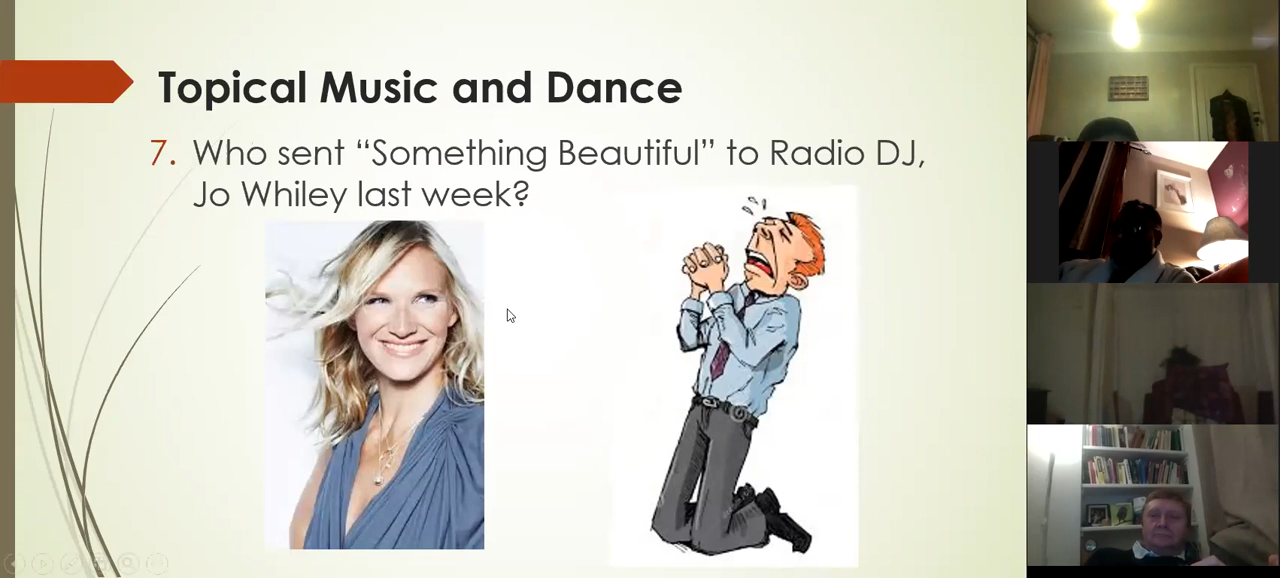 Topical Music and Dance
7. Who sent “Something Beautiful” to Radio DJ,
Jo Whiley last week?